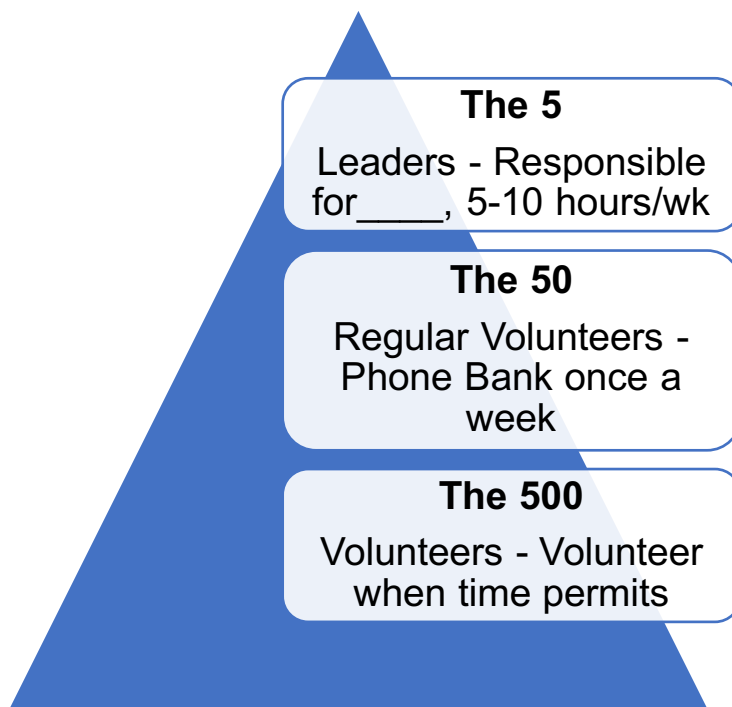 The 5
Leaders - Responsible
for____, 5-10 hours/wk
The 50
Regular Volunteers -
Phone Bank once a
week
The 500
Volunteers - Volunteer
when time permits